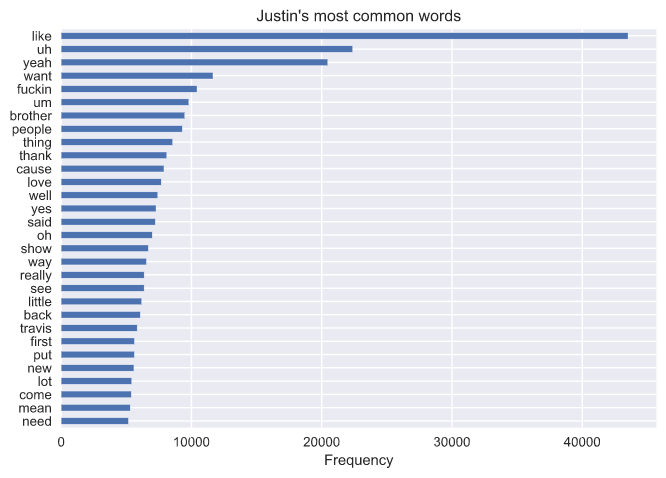 Justin's most common words
like
uh
yeah
want
fuckin
um
brother
people
thing
thank
cause
love
well
yes
said
oh
show
way
really
see
little
back
travis
first
put
new
lot
come
mean
need
0 10000 20000 30000 40000
Frequency